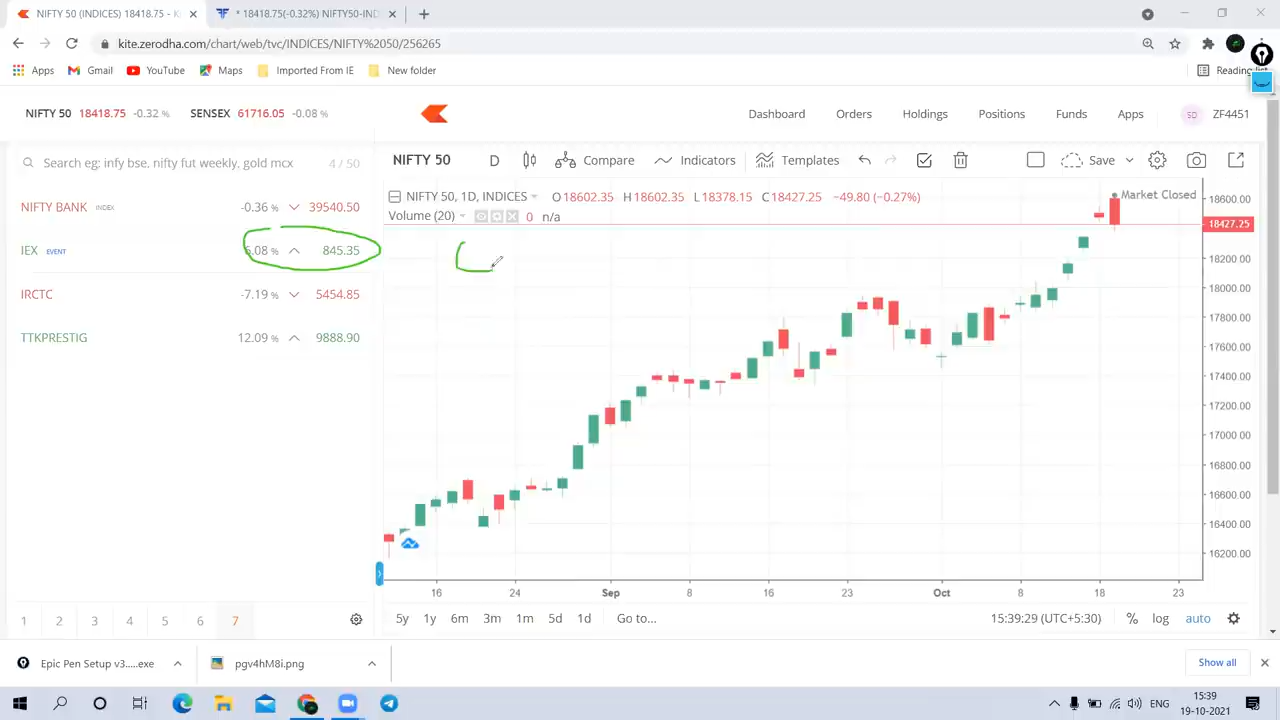 NIFTY 50 (INDICES) 18418.75 - K
* 18418.75(-0.32%) NIFTY50-IND
kite.zerodha.com/chart/web/tvc/INDICES/NIFTY%2050/256265
Apps Gmail YouTube Maps Imported From IE New folder Reading list
NIFTY 50 18418.75 -0.32 % SENSEX 61716.05 -0.08 %
Dashboard Orders Holdings Positions Funds Apps SD ZF4451
Search eg: infy bse, nifty fut weekly, gold mcx 4 / 50
NIFTY 50 D Compare Indicators Templates Save
NIFTY BANK INDEX -0.36 % 39540.50
IEX EVENT .08 % 845.35
IRCTC -7.19 % 5454.85
TTKPRESTIG 12.09 % 9888.90
1 2 3 4 5 6 7
NIFTY 50, 1D, INDICES O18602.35 H18602.35 L18378.15 C18427.25 -49.80 (-0.27%)
Volume (20) 0 n/a
Market Closed
18600.00
18427.25
18200.00
18000.00
17800.00
17600.00
17400.00
17200.00
17000.00
16800.00
16600.00
16400.00
16200.00
16 24 Sep 8 16 23 Oct 8 18 23
5y 1y 6m 3m 1m 5d 1d Go to... 15:39:29 (UTC+5:30) % log auto
Epic Pen Setup v3.....exe pgv4hM8i.png Show all
ENG 15:39
19-10-2021